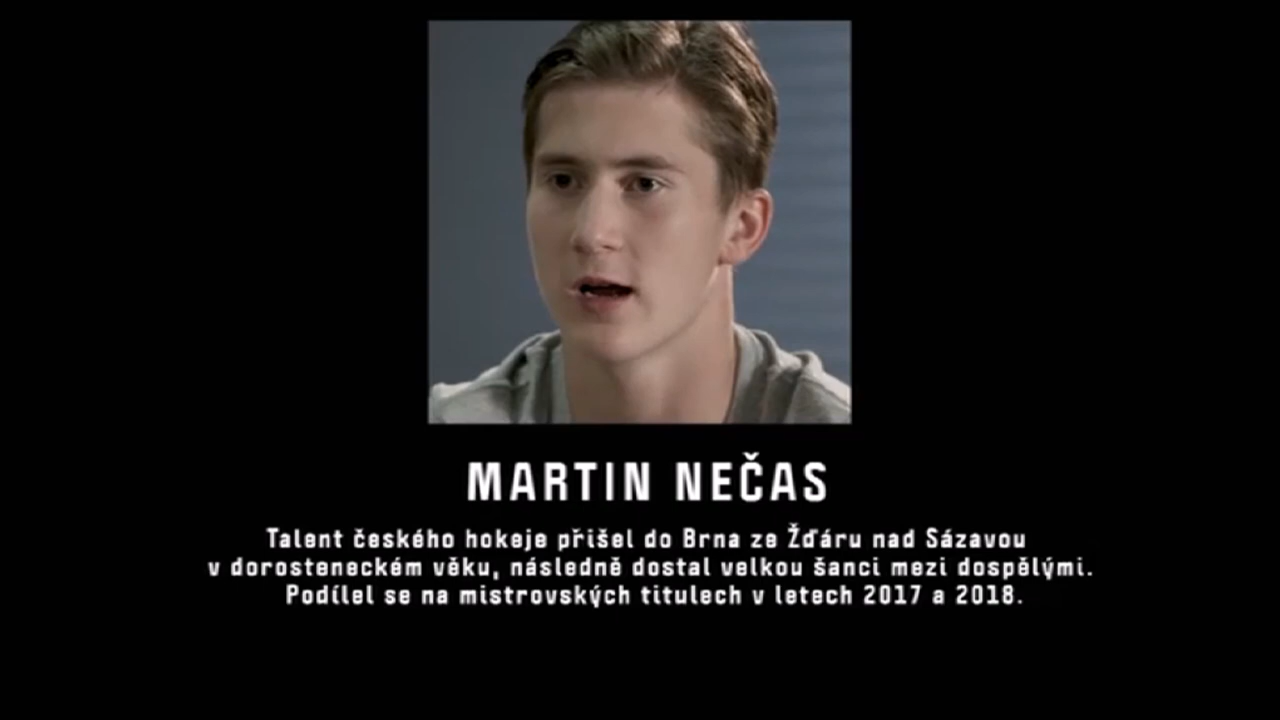 MARTIN NEČAS
Talent českého hokeje přišel do Brna ze Žďáru nad Sázavou
v dorosteneckém věku, následně dostal velkou šanci mezi dospělými.
Podílel se na mistrovských titulech v letech 2017 a 2018.